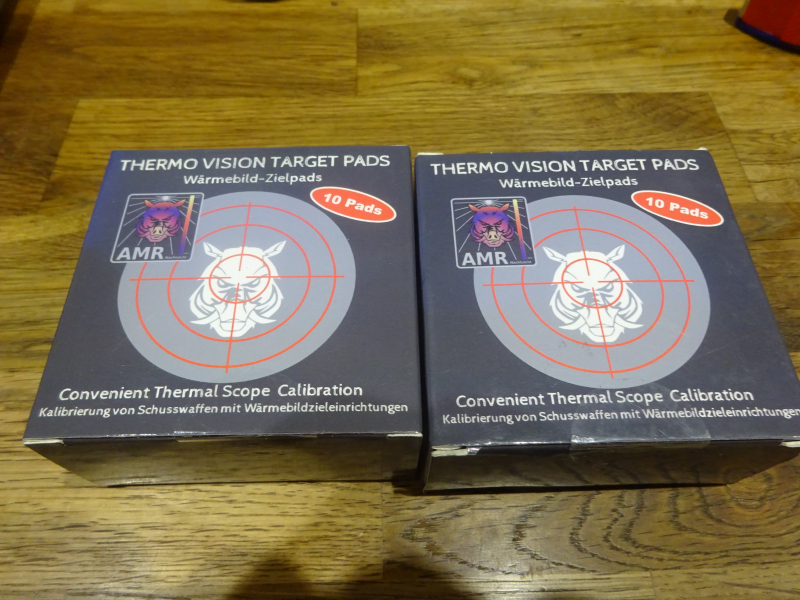 THERMO VISION TARGET PADS
Wärmebild-Zielpads
10 Pads
AMR
Convenient Thermal Scope Calibration
Kalibrierung von Schusswaffen mit Wärmebildzieleinrichtungen
THERMO VISION TARGET PADS
Wärmebild-Zielpads
10 Pads
AMR
Convenient Thermal Scope Calibration
Kalibrierung von Schusswaffen mit Wärmebildzieleinrichtungen